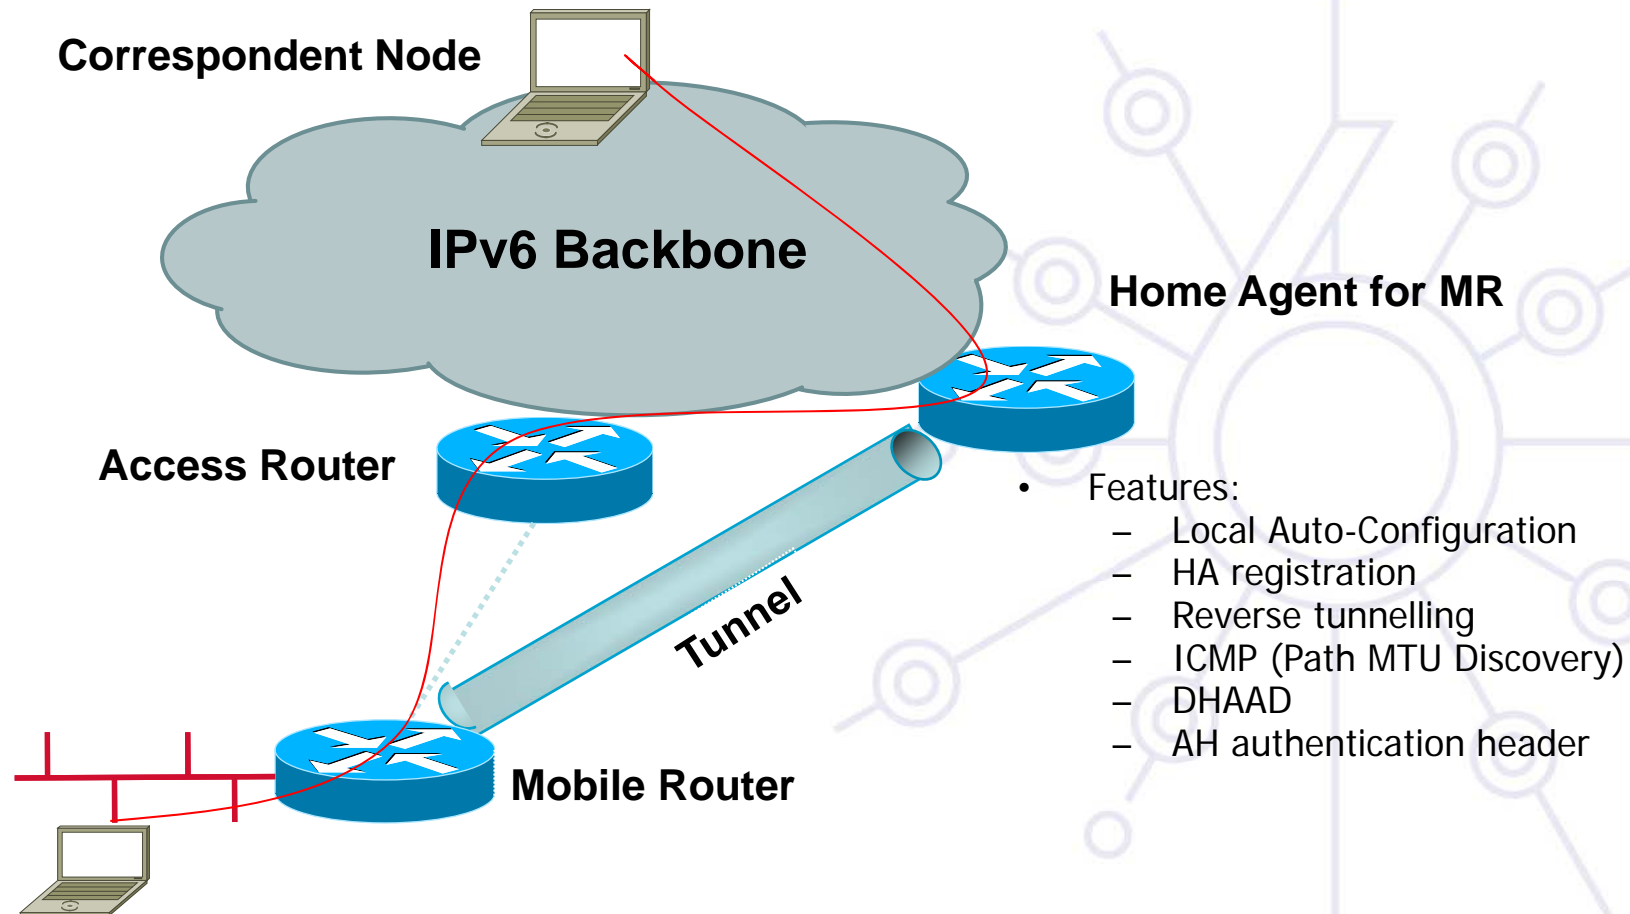 Correspondent Node
IPv6 Backbone
Home Agent for MR
Access Router
Tunnel
Mobile Router
• Features:
– Local Auto-Configuration
– HA registration
– Reverse tunnelling
– ICMP (Path MTU Discovery)
– DHAAD
– AH authentication header